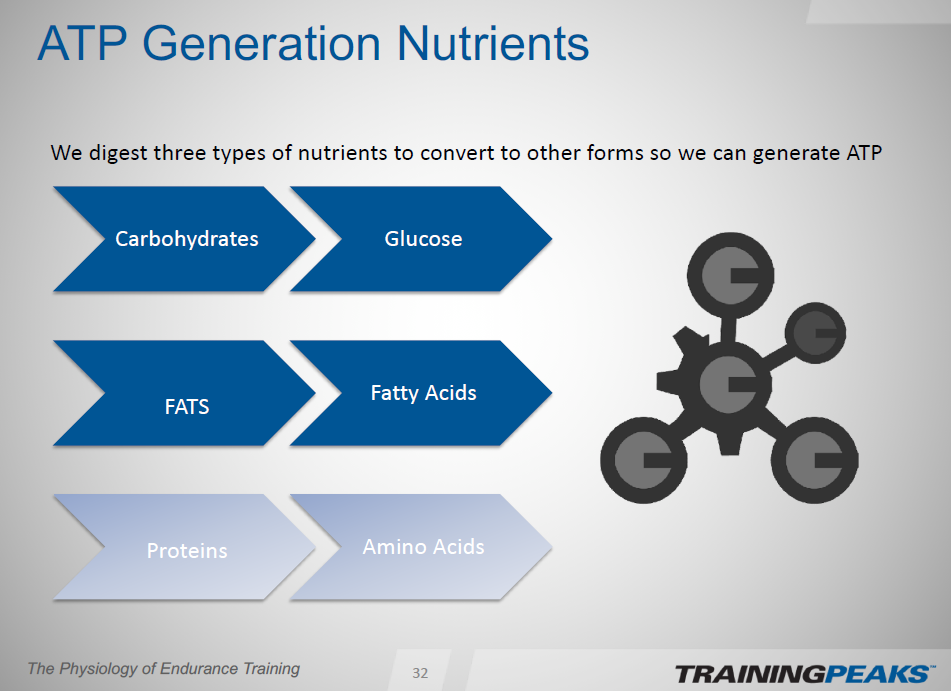 ATP Generation Nutrients
We digest three types of nutrients to convert to other forms so we can generate ATP
Carbohydrates
Glucose
FATS
Fatty Acids
Proteins
Amino Acids
The Physiology of Endurance Training
32
TRAININGPEAKS™